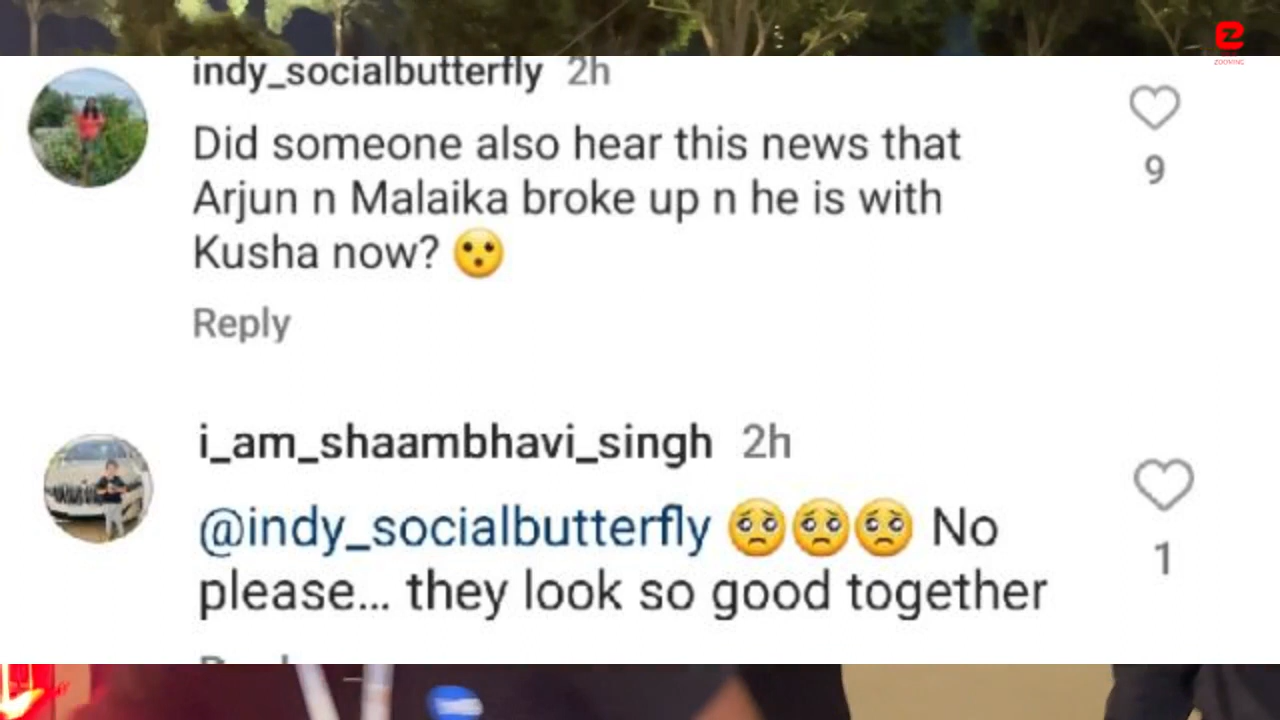 ZOOMING
indy_socialbutterfly 2h
Did someone also hear this news that
Arjun n Malaika broke up n he is with
Kusha now? 😯
9
Reply
i_am_shaambhavi_singh 2h
@indy_socialbutterfly 🥺🥺🥺 No
please... they look so good together
1